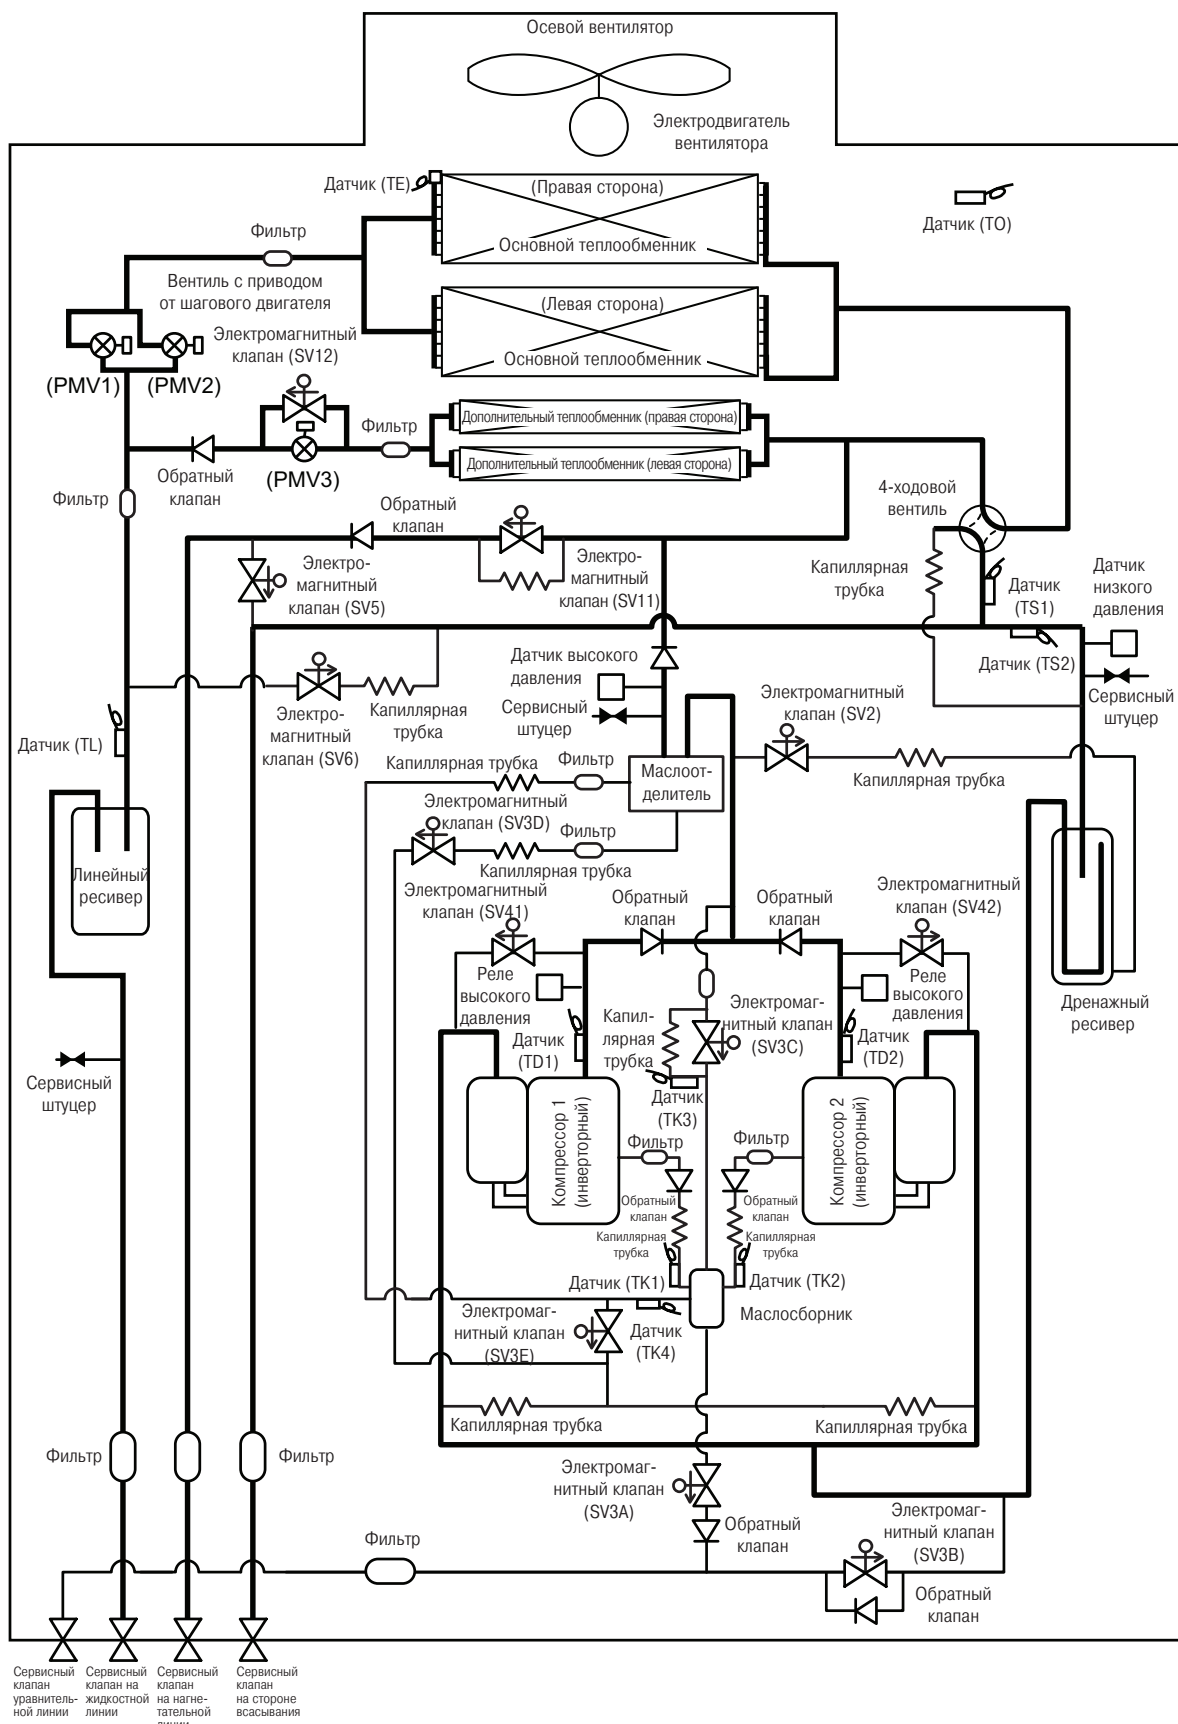 Осевой вентилятор
Электродвигатель
вентилятора
Датчик (TE)
(Правая сторона)
Основной теплообменник
Датчик (TO)
Фильтр
Вентиль с приводом
от шагового двигателя
(Левая сторона)
Основной теплообменник
Электромагнитный
клапан (SV12)
(PMV1)
(PMV2)
Дополнительный теплообменник (правая сторона)
Фильтр
Дополнительный теплообменник (левая сторона)
Обратный
клапан
(PMV3)
Фильтр
4-ходовой
вентиль
Обратный
клапан
Электро-
магнитный
клапан (SV5)
Электро-
магнитный
клапан (SV11)
Капиллярная
трубка
Датчик
(TS1)
Датчик
низкого
давления
Датчик высокого
давления
Датчик (TS2)
Сервисный
штуцер
Сервисный
штуцер
Электромагнитный
клапан (SV2)
Электро-
магнитный
клапан (SV6)
Капиллярная
трубка
Датчик (TL)
Капиллярная трубка
Фильтр
Маслоот-
делитель
Капиллярная трубка
Электромагнитный
клапан (SV3D)
Фильтр
Капиллярная трубка
Линейный
ресивер
Электромагнитный
клапан (SV41)
Обратный
клапан
Обратный
клапан
Электромагнитный
клапан (SV42)
Реле
высокого
давления
Реле
высокого
давления
Дренажный
ресивер
Датчик
(TD1)
Капил-
лярная
трубка
Электромаг-
нитный клапан
(SV3C)
Датчик
(TD2)
Сервисный
штуцер
Датчик
(TK3)
Компрессор 1
(инверторный)
Компрессор 2
(инверторный)
Фильтр
Фильтр
Обратный
клапан
Обратный
клапан
Капиллярная
трубка
Капиллярная
трубка
Датчик (TK1)
Датчик (TK2)
Маслосборник
Электромаг-
нитный клапан
(SV3E)
Датчик
(TK4)
Капиллярная трубка
Капиллярная трубка
Фильтр
Фильтр
Электромаг-
нитный клапан
(SV3A)
Обратный
клапан
Электромаг-
нитный клапан
(SV3B)
Фильтр
Обратный
клапан
Сервисный
клапан
уравнитель-
ной линии
Сервисный
клапан на
жидкостной
линии
Сервисный
клапан
на нагне-
тательной
линии
Сервисный
клапан
на стороне
всасывания